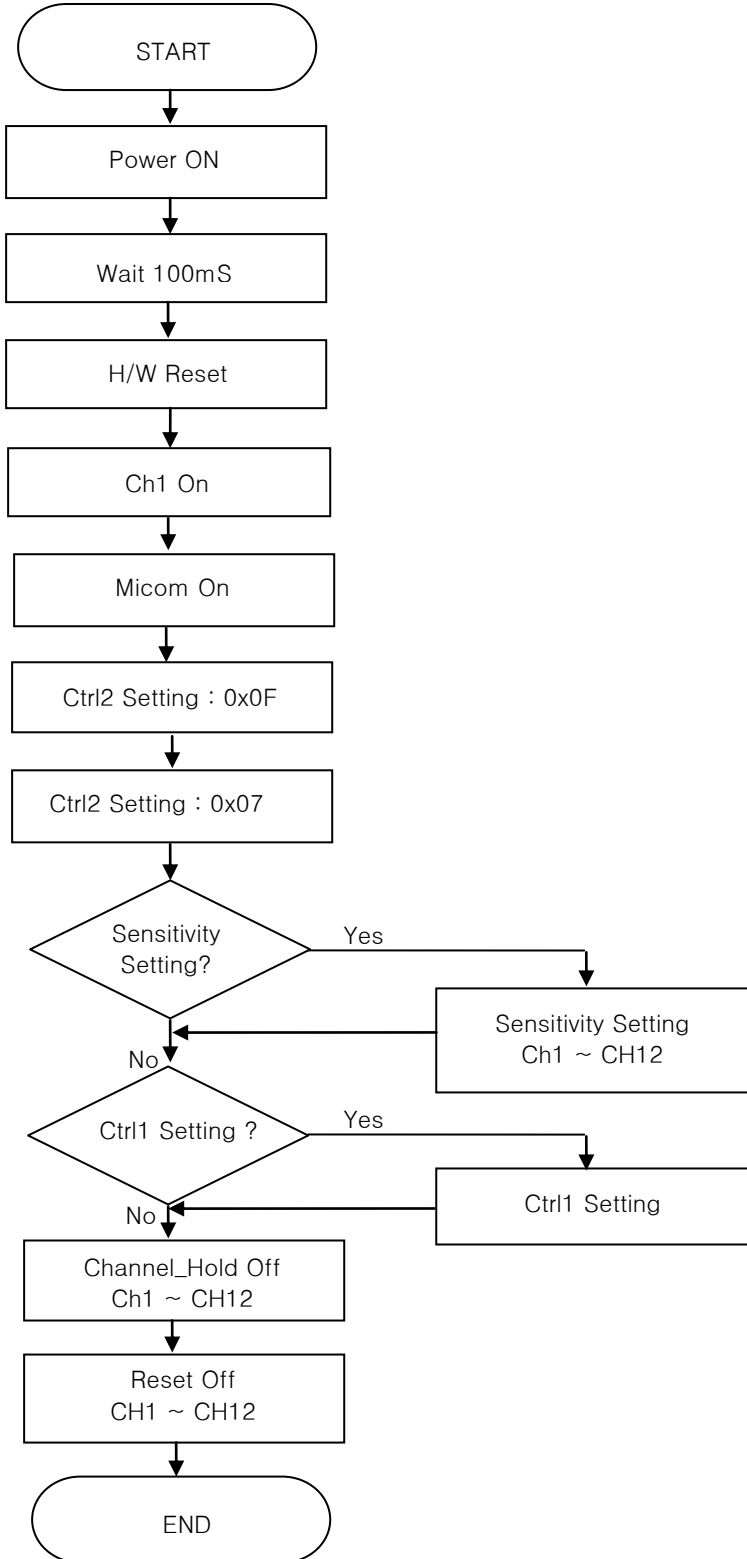 START
Power ON
Wait 100mS
H/W Reset
Ch1 On
Micom On
Ctrl2 Setting : 0x0F
Ctrl2 Setting : 0x07
Sensitivity
Setting?
Yes
Sensitivity Setting
Ch1 ~ CH12
No
Ctrl1 Setting ?
Yes
Ctrl1 Setting
No
Channel_Hold Off
Ch1 ~ CH12
Reset Off
CH1 ~ CH12
END